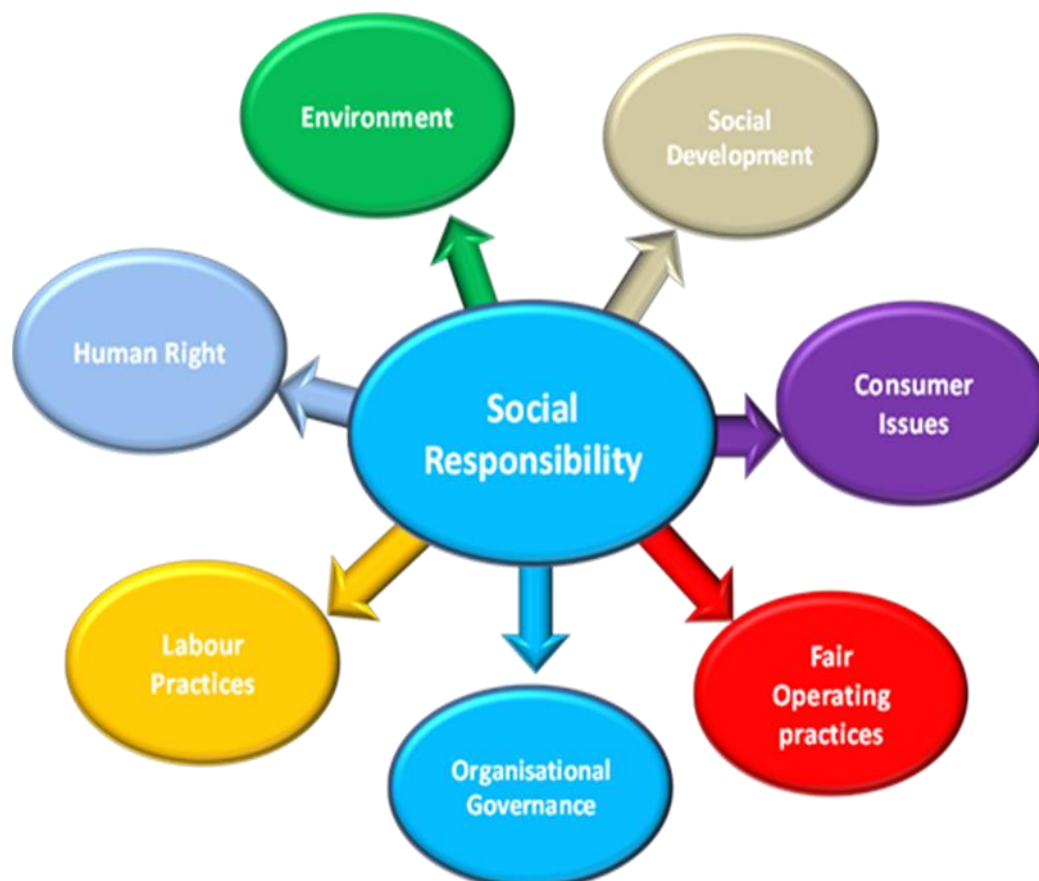 Environment
Social
Development
Human Right
Consumer
Issues
Social
Responsibility
Labour
Practices
Fair
Operating
practices
Organisational
Governance